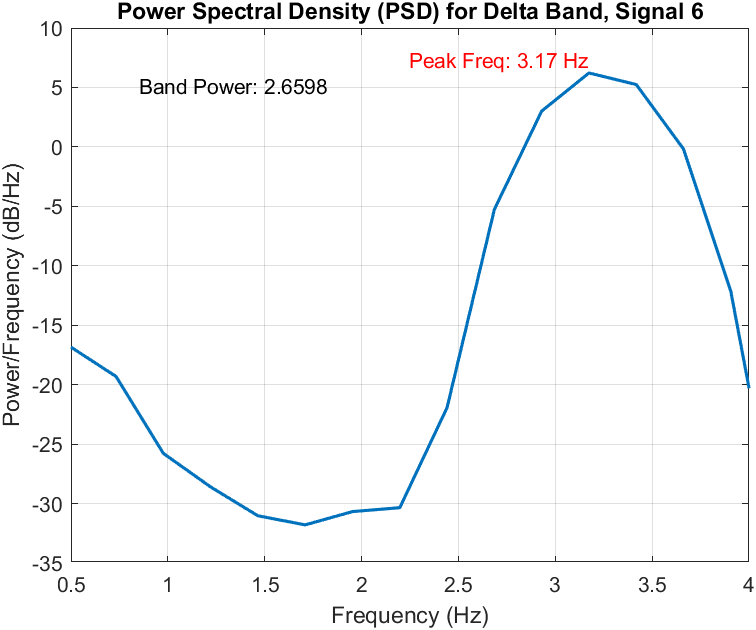 Power Spectral Density (PSD) for Delta Band, Signal 6
Peak Freq: 3.17 Hz
Band Power: 2.6598
Power/Frequency (dB/Hz)
10
5
0
-5
-10
-15
-20
-25
-30
-35
0.5 1 1.5 2 2.5 3 3.5 4
Frequency (Hz)